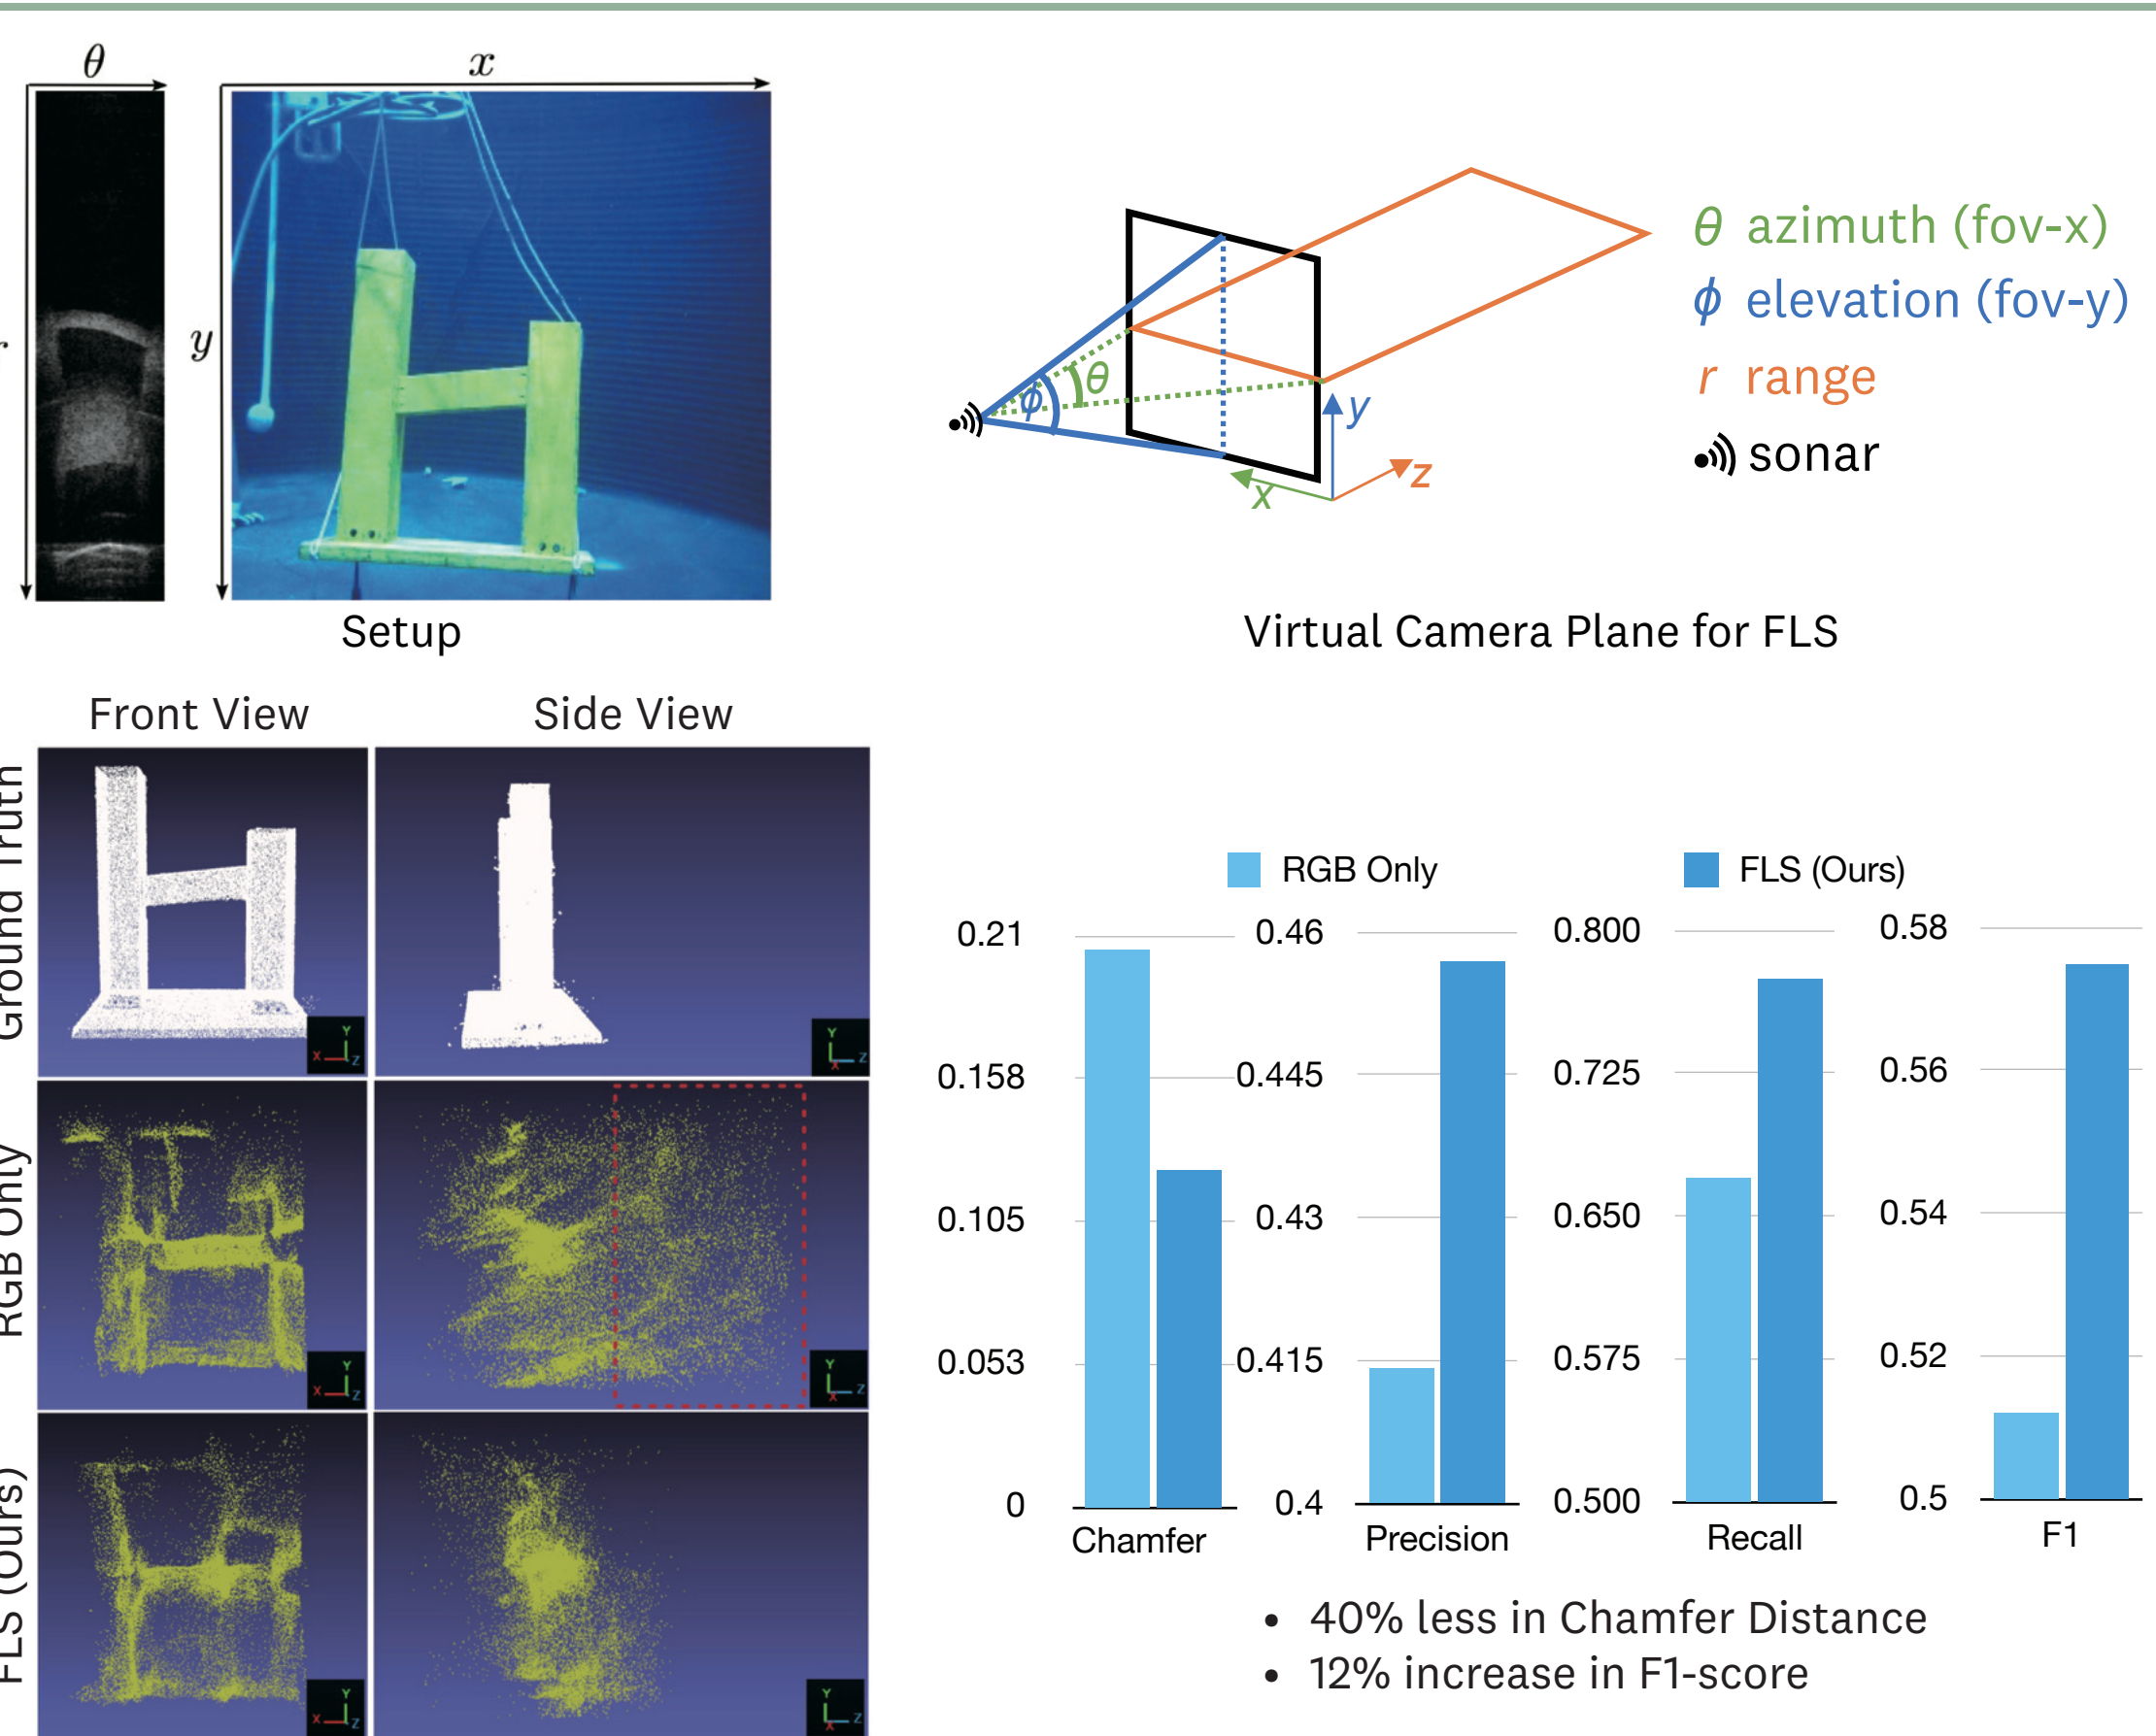 θ
x
y
Setup
θ azimuth (fov-x)
ϕ elevation (fov-y)
r range
sonar
θ
ϕ
y
z
x
Virtual Camera Plane for FLS
Front View
Side View
Ground Truth
RGB Only
FLS (Ours)
RGB Only
FLS (Ours)
0.21
0.158
0.105
0.053
0
Chamfer
0.46
0.445
0.43
0.415
0.4
Precision
0.800
0.725
0.650
0.575
0.500
Recall
0.58
0.56
0.54
0.52
0.5
F1
• 40% less in Chamfer Distance
• 12% increase in F1-score